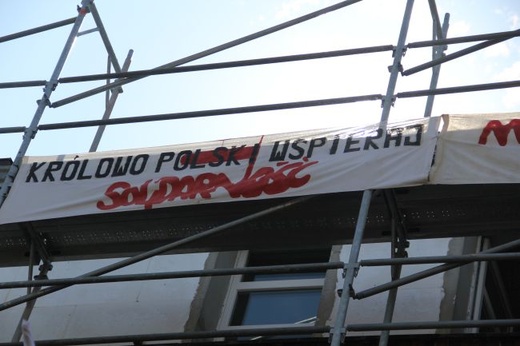 KRÓLOWO POLSKI WSPIERAJ
SOLIDARNOŚĆ